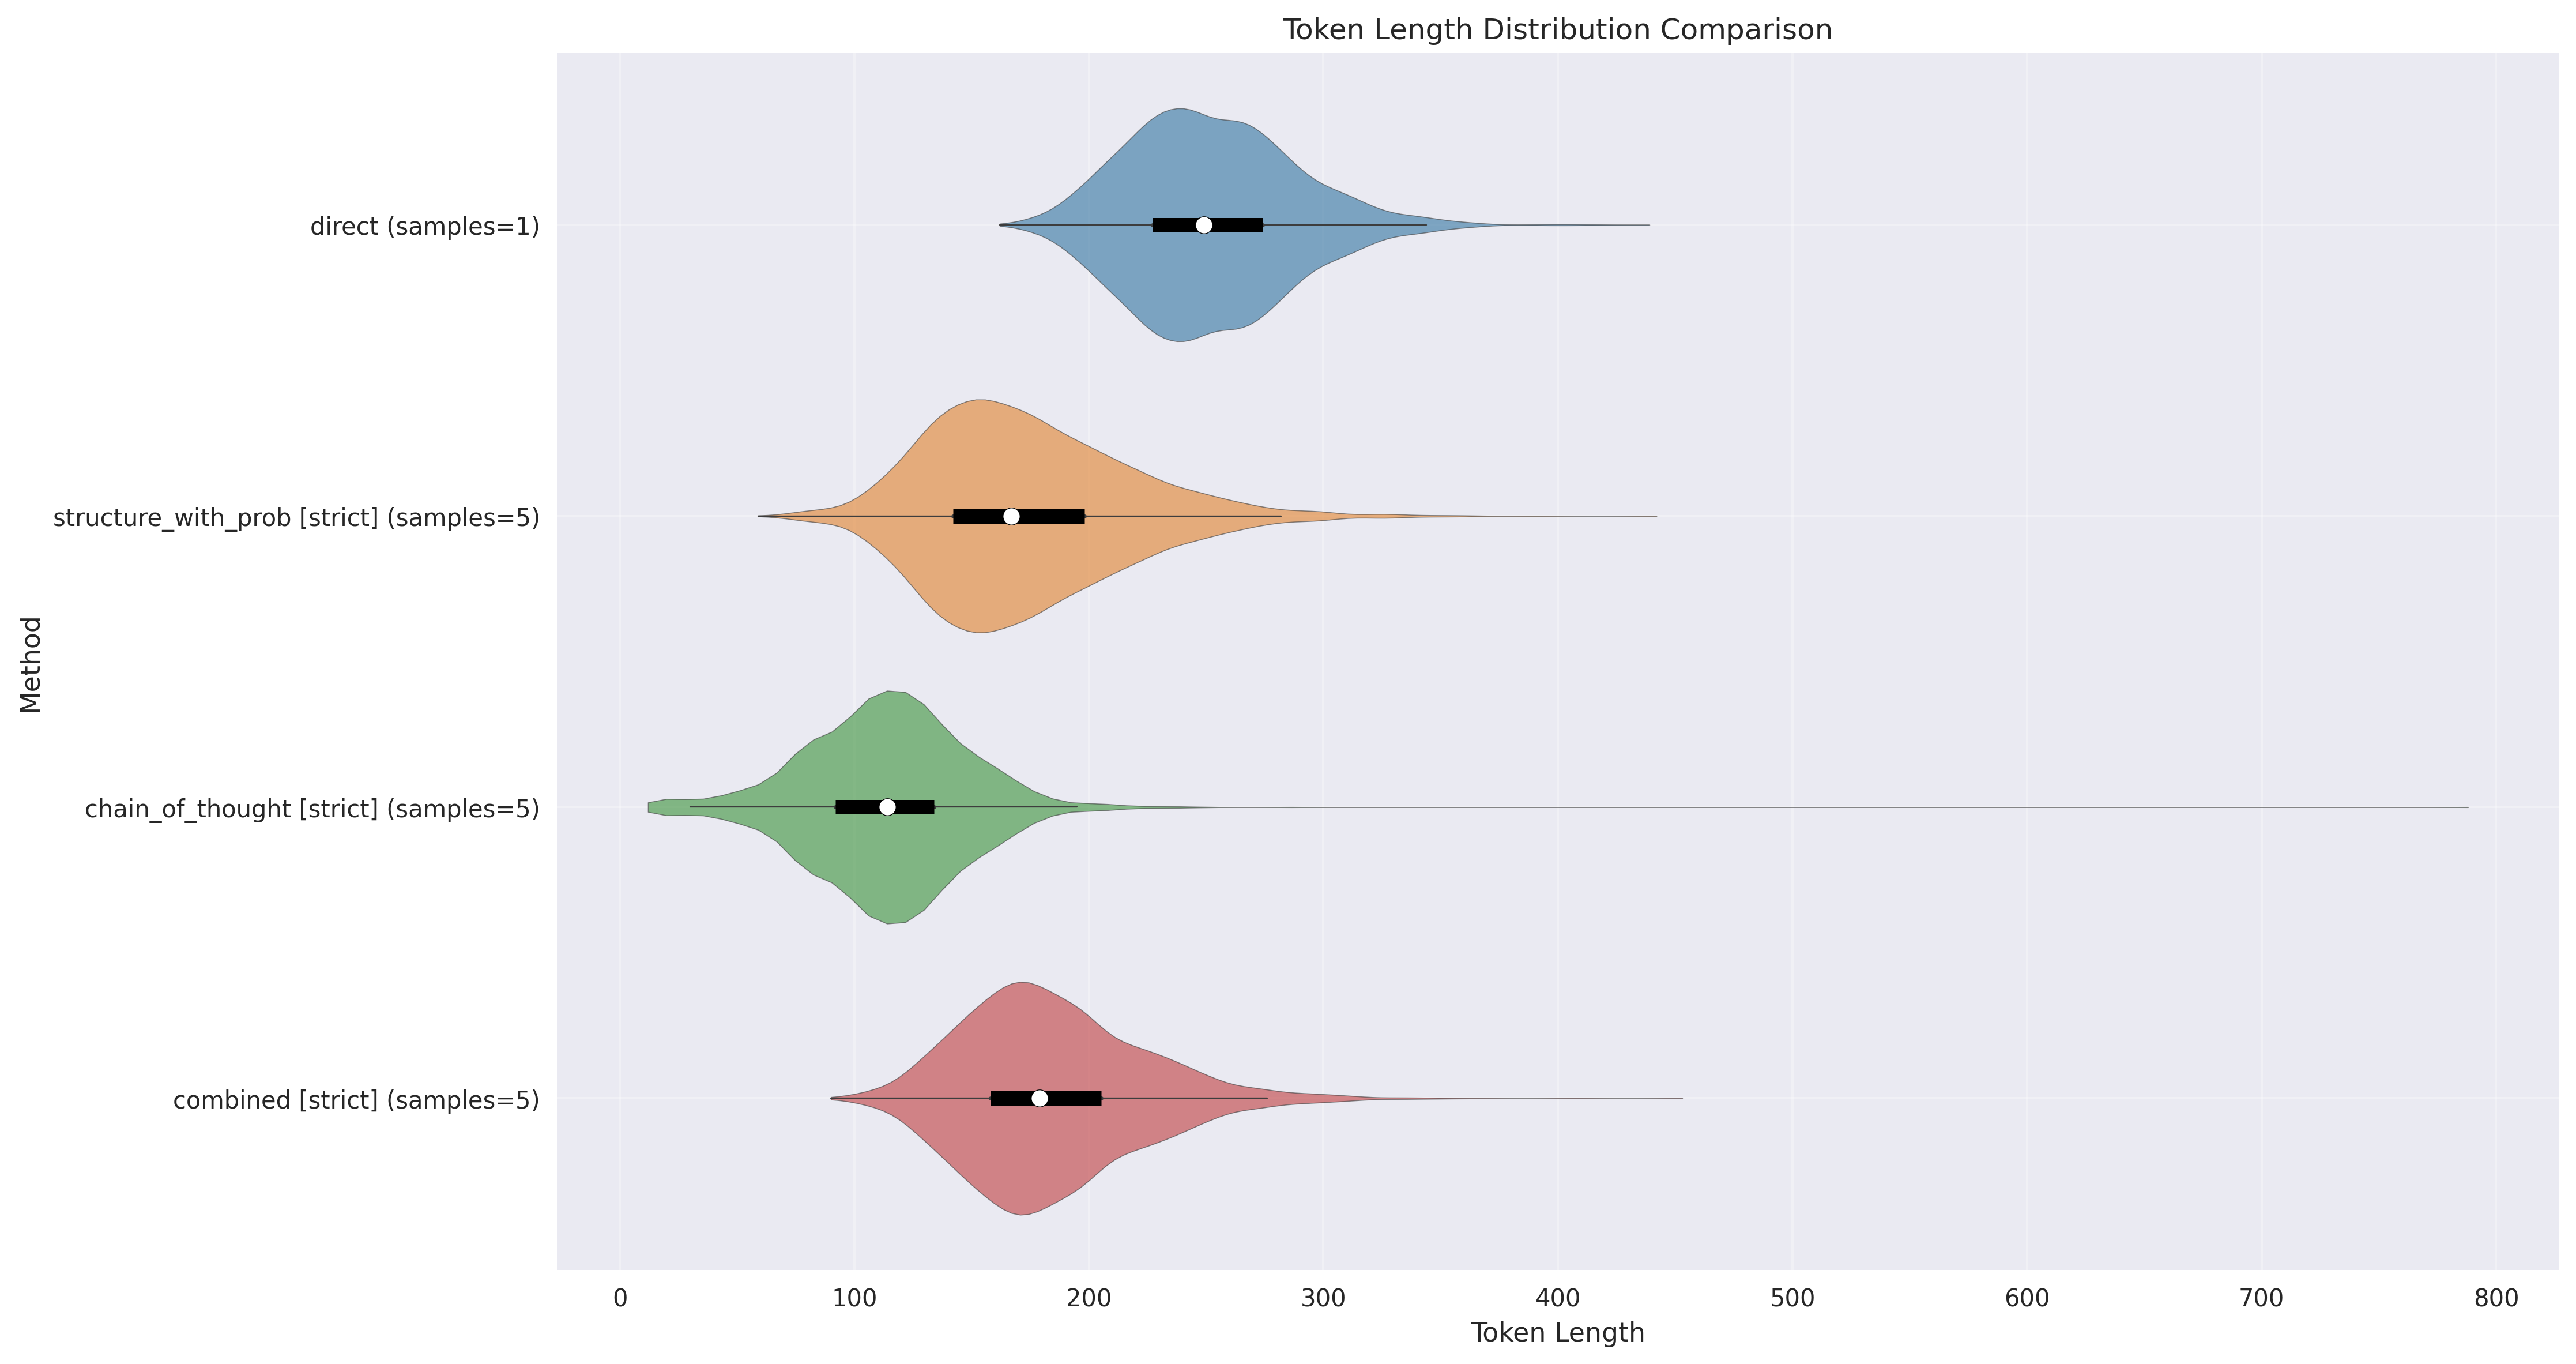 Token Length Distribution Comparison
Method
direct (samples=1)
structure_with_prob [strict] (samples=5)
chain_of_thought [strict] (samples=5)
combined [strict] (samples=5)
0 100 200 300 400 500 600 700 800
Token Length